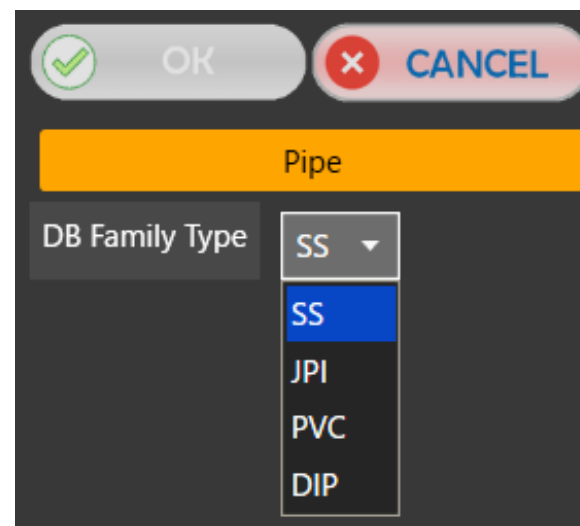 OK
CANCEL
Pipe
DB Family Type
SS
SS
JPI
PVC
DIP